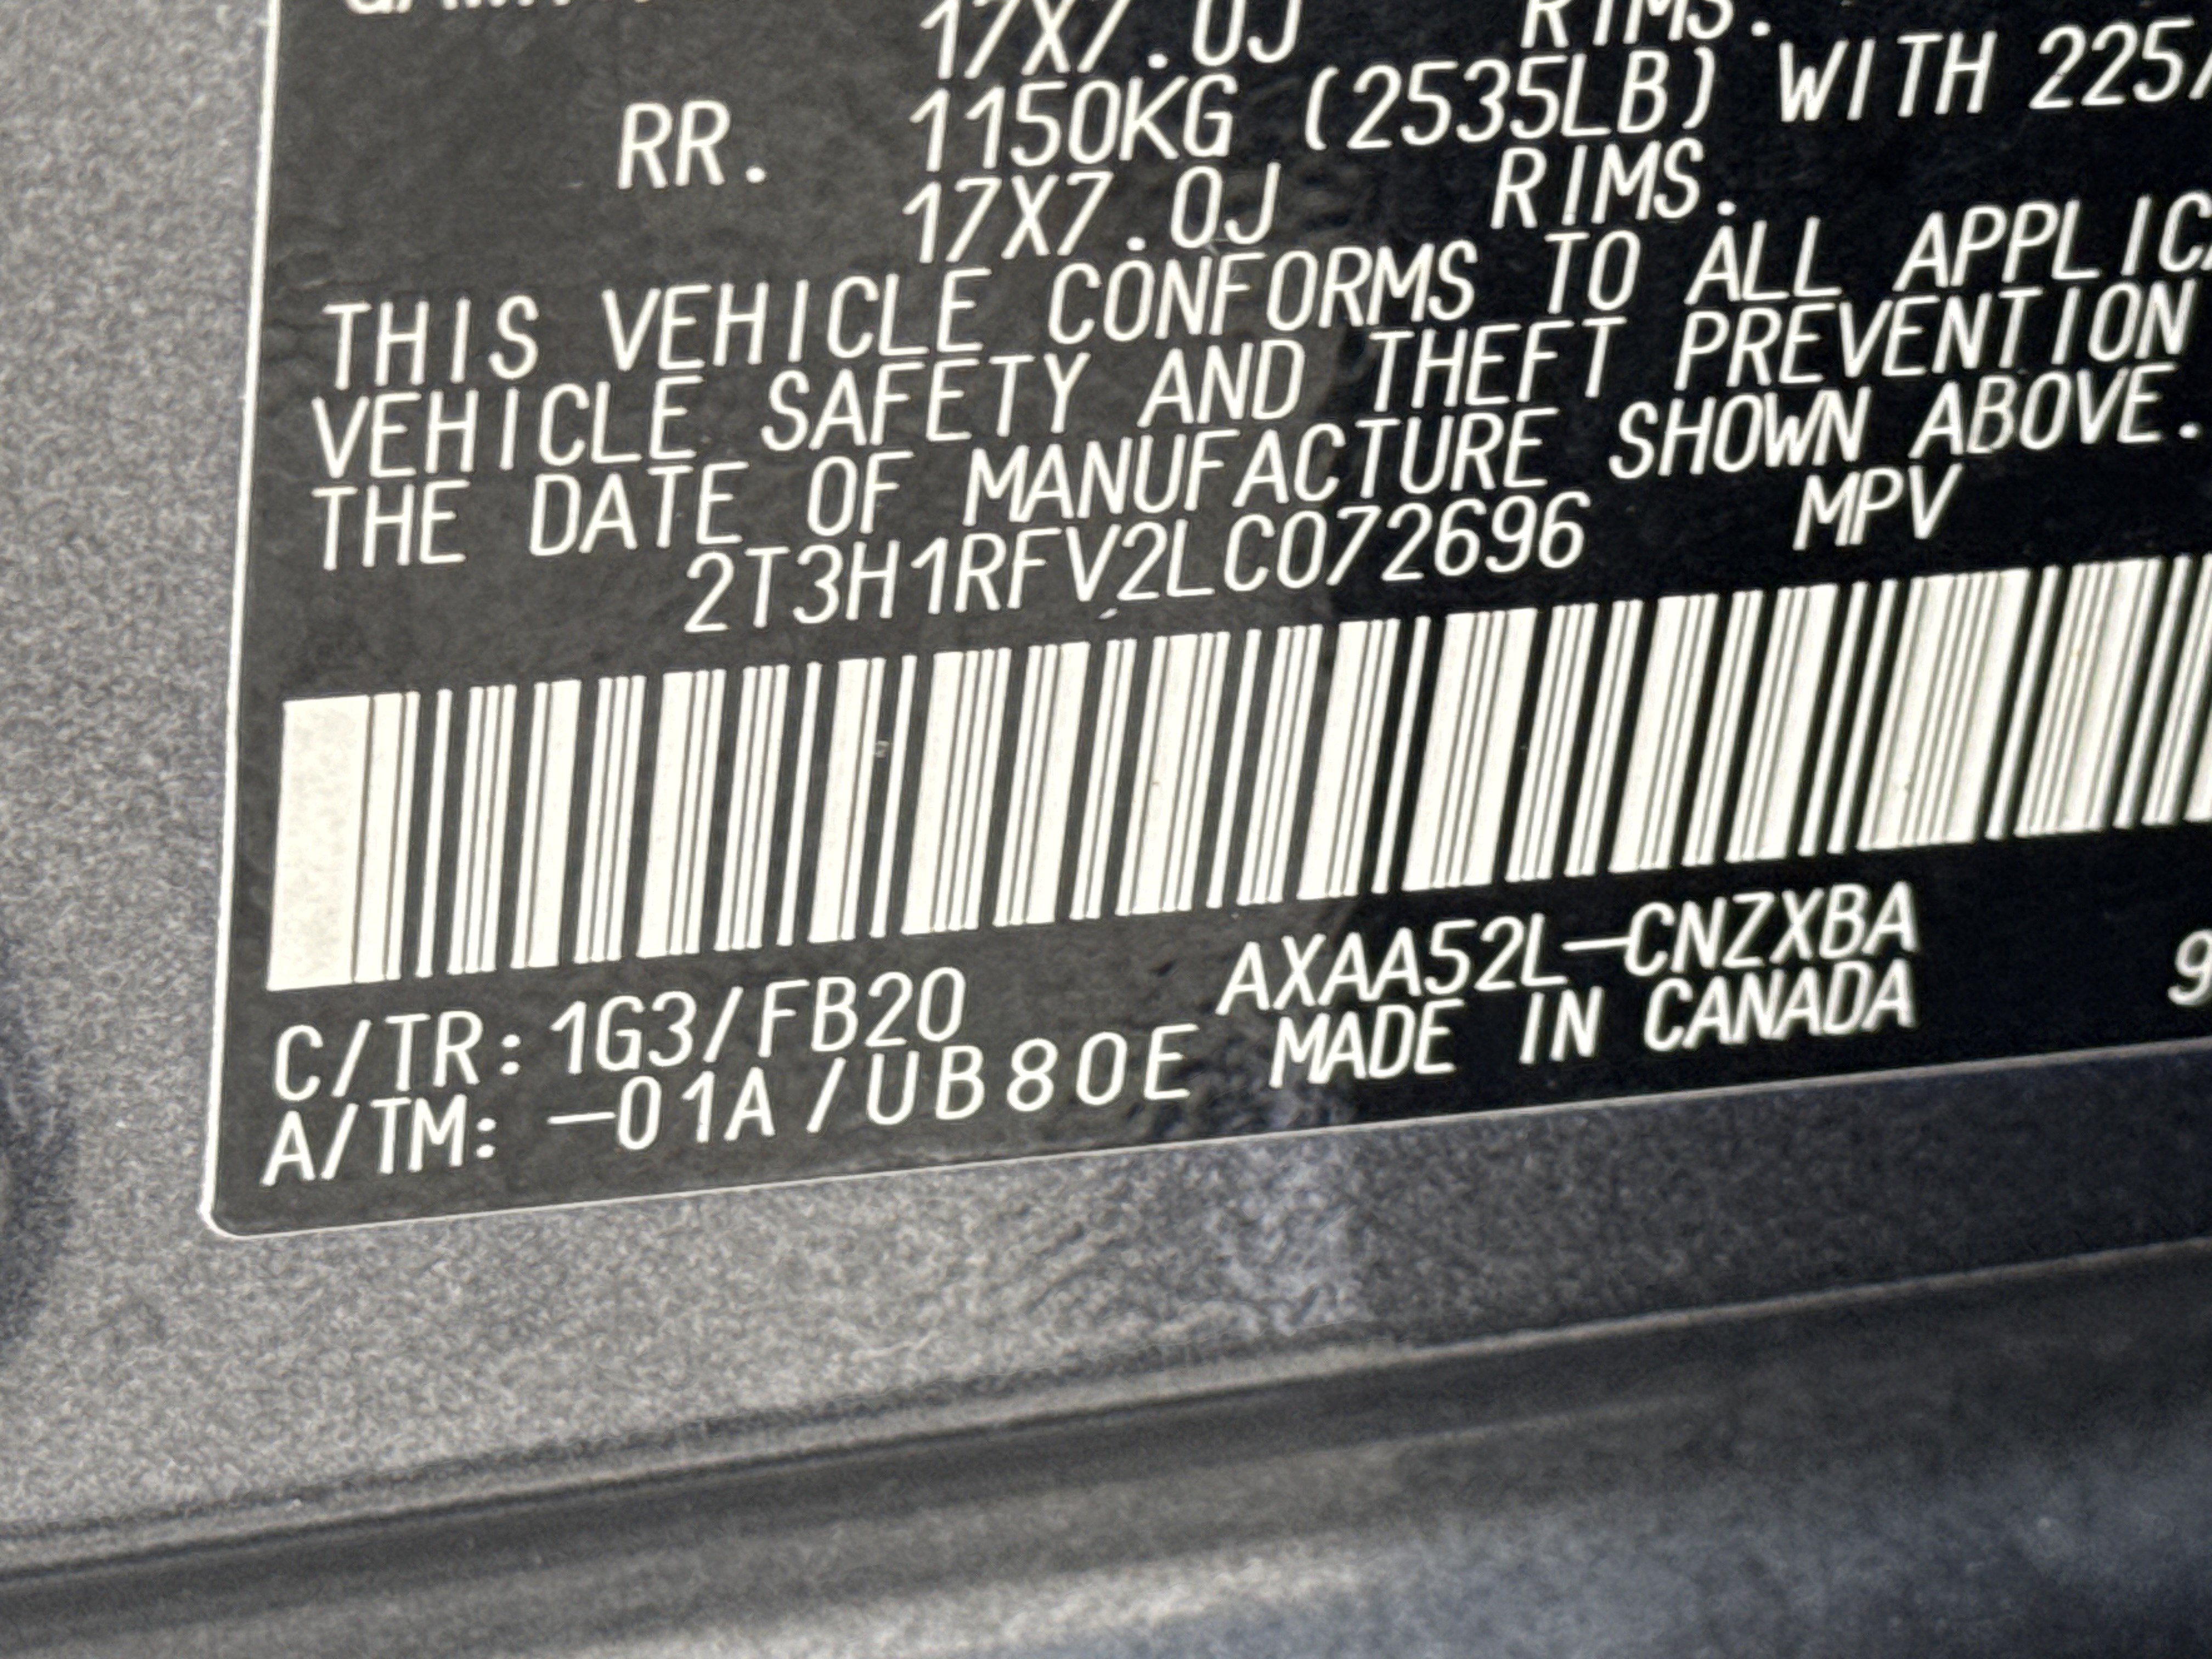 17X7.0J RIMS.
RR. 1150KG (2535LB) WITH 225/
17X7.0J RIMS.
THIS VEHICLE CONFORMS TO ALL APPLICA
VEHICLE SAFETY AND THEFT PREVENTION
THE DATE OF MANUFACTURE SHOWN ABOVE.
2T3H1RFV2LC072696 MPV
C/TR: 1G3/FB20 AXAA52L-CNZXBA
A/TM: -01A/UB80E MADE IN CANADA 9